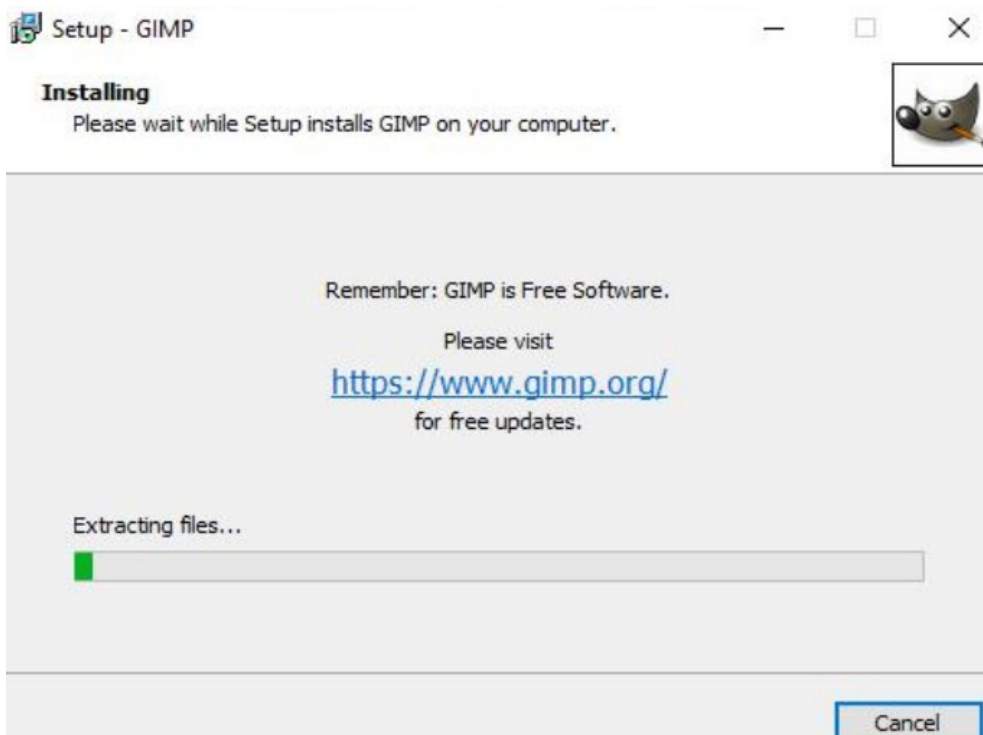 Setup - GIMP
Installing
Please wait while Setup installs GIMP on your computer.
Remember: GIMP is Free Software.
Please visit
https://www.gimp.org/
for free updates.
Extracting files...
Cancel